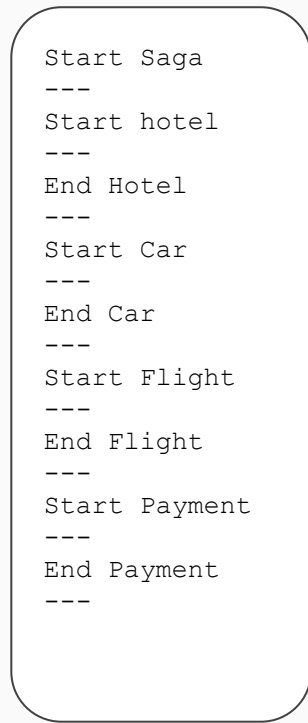 Start Saga
---
Start hotel
---
End Hotel
---
Start Car
---
End Car
---
Start Flight
---
End Flight
---
Start Payment
---
End Payment
---